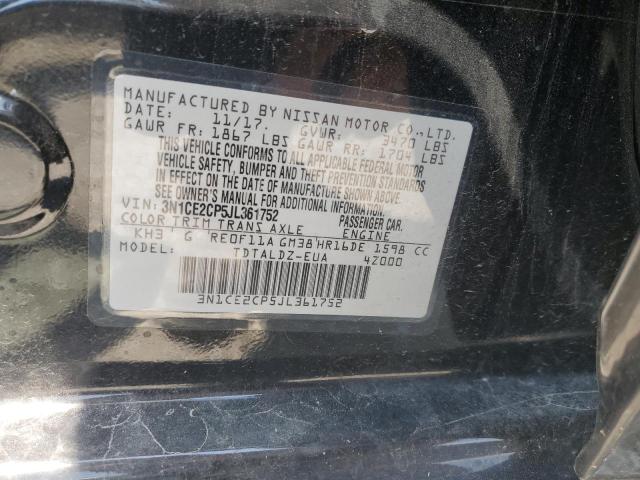 MANUFACTURED BY NISSAN MOTOR CO.,LTD.
DATE: 11/17. GVWR: 3470 LBS
GAWR FR: 1867 LBS GAWR RR: 1704 LBS
THIS VEHICLE CONFORMS TO ALL APPLICABLE FEDERAL MOTOR
VEHICLE SAFETY, BUMPER AND THEFT PREVENTION STANDARDS
IN EFFECT ON THE DATE OF MANUFACTURE SHOWN ABOVE.
SEE OWNER'S MANUAL FOR ADDITIONAL INFORMATION.
VIN: 3N1CE2CP5JL361752 PASSENGER CAR.
COLOR TRIM TRANS AXLE ENGINE
KH3 G RE0F11A GM38 HR16DE 1598 CC
MODEL: TDTALDZ-EUA 4Z000
3N1CE2CP5JL361752